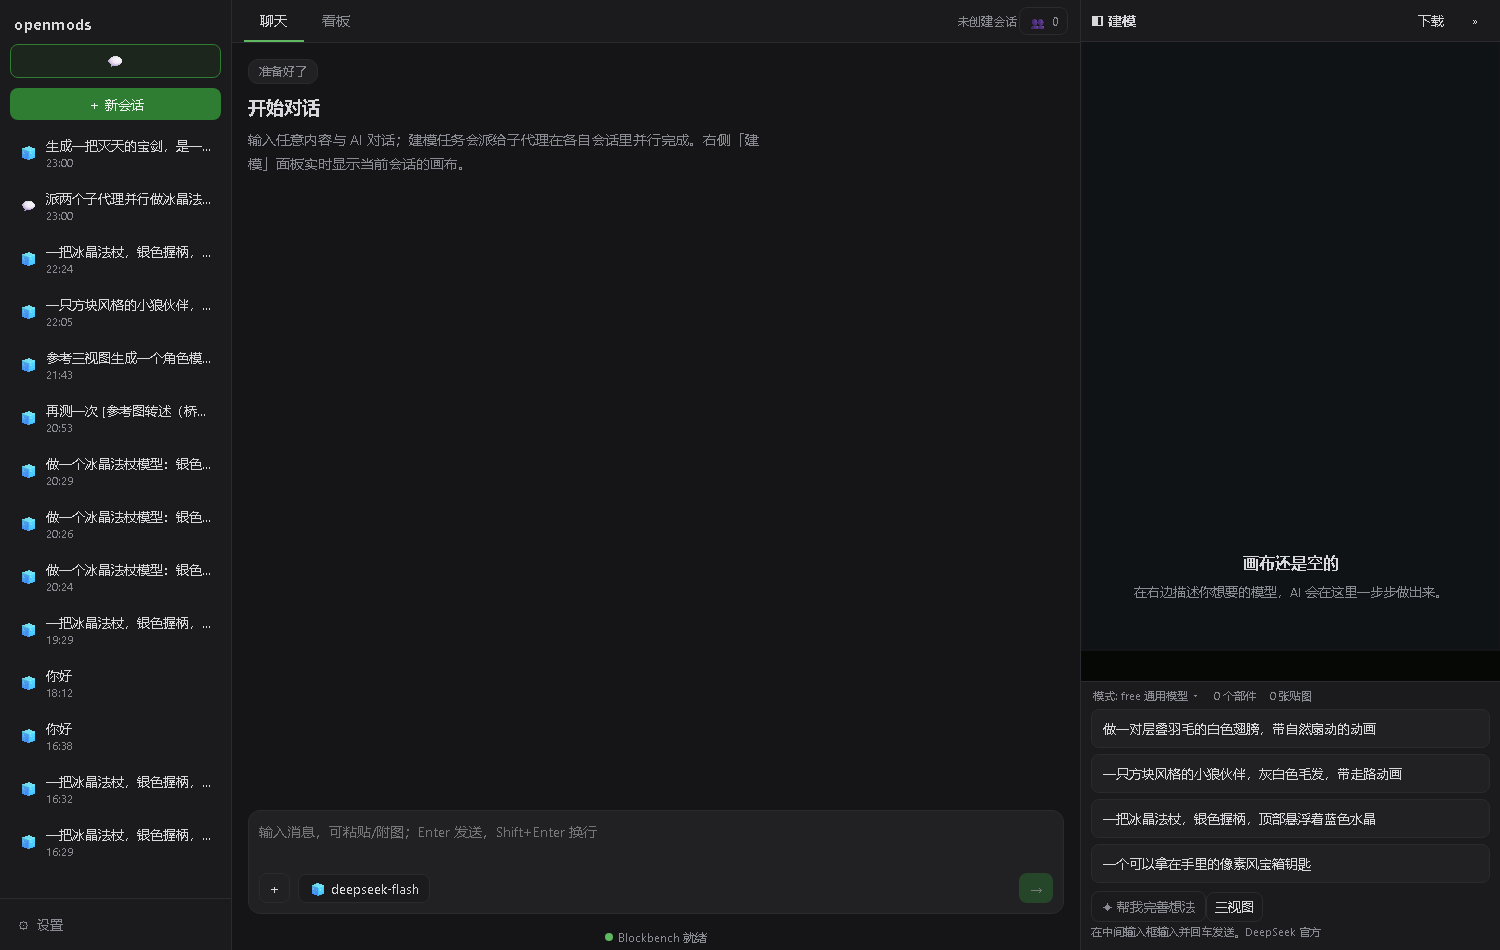 openmods
+ 新会话
生成一把灭天的宝剑，是一...
23:00
派两个子代理并行做冰晶法...
23:00
一把冰晶法杖，银色握柄，...
22:24
一只方块风格的小狼伙伴，...
22:05
参考三视图生成一个角色模...
21:43
再测一次 [参考图转述（桥...
20:53
做一个冰晶法杖模型：银色...
20:29
做一个冰晶法杖模型：银色...
20:26
做一个冰晶法杖模型：银色...
20:24
一把冰晶法杖，银色握柄，...
19:29
你好
18:12
你好
16:38
一把冰晶法杖，银色握柄，...
16:32
一把冰晶法杖，银色握柄，...
16:29
设置
聊天 看板 未创建会话 0
准备好了
开始对话
输入任意内容与 AI 对话；建模任务会派给子代理在各自会话里并行完成。右侧「建
模」面板实时显示当前会话的画布。
输入消息，可粘贴/附图；Enter 发送，Shift+Enter 换行
+ deepseek-flash →
Blockbench 就绪
建模 下载 »
画布还是空的
在右边描述你想要的模型，AI 会在这里一步步做出来。
模式: free 通用模型 · 0 个部件 0 张贴图
做一对层叠羽毛的白色翅膀，带自然扇动的动画
一只方块风格的小狼伙伴，灰白色毛发，带走路动画
一把冰晶法杖，银色握柄，顶部悬浮着蓝色水晶
一个可以拿在手里的像素风宝箱钥匙
✦ 帮我完善想法 三视图
在中间输入框输入并回车发送。DeepSeek 官方